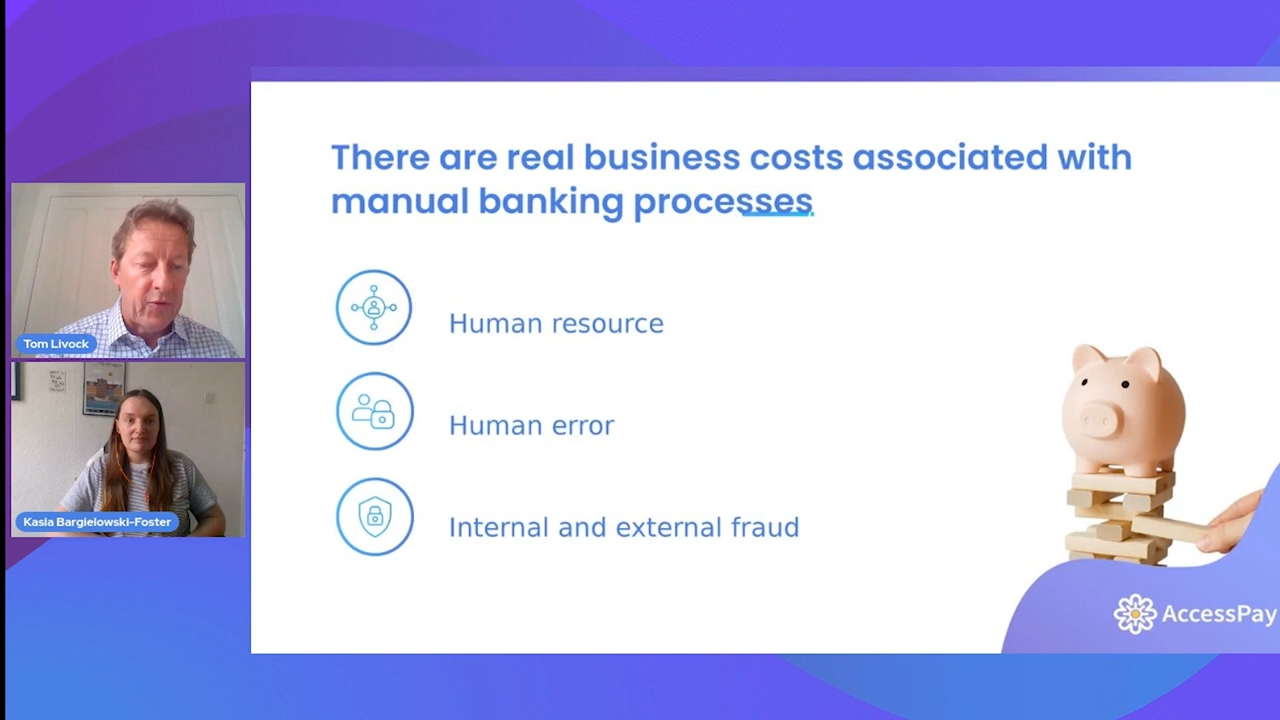 There are real business costs associated with
manual banking processes
Human resource
Human error
Internal and external fraud
Tom Livock
Kasia Bargielowski-Foster
AccessPay